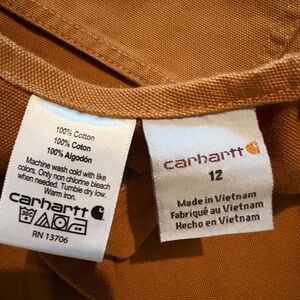 100% Cotton
100% Coton
100% Algodón
Machine wash cold with like
colors. Only non chlorine bleach
when needed. Tumble dry low.
Warm iron.
carhartt
RN 13706
carhartt
12
Made in Vietnam
Fabriqué au Vietnam
Hecho en Vietnam